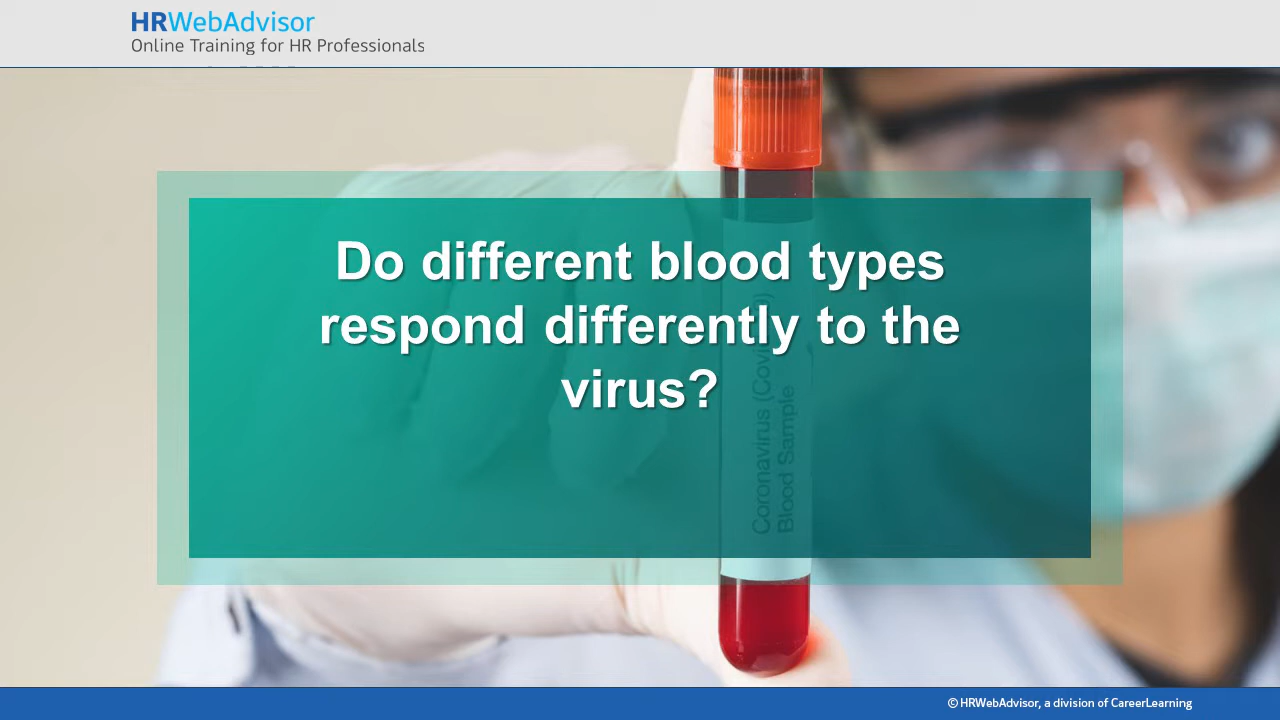 HRWebAdvisor
Online Training for HR Professionals
Do different blood types
respond differently to the
virus?
Coronavirus (Covid
Blood Sample
© HRWebAdvisor, a division of CareerLearning